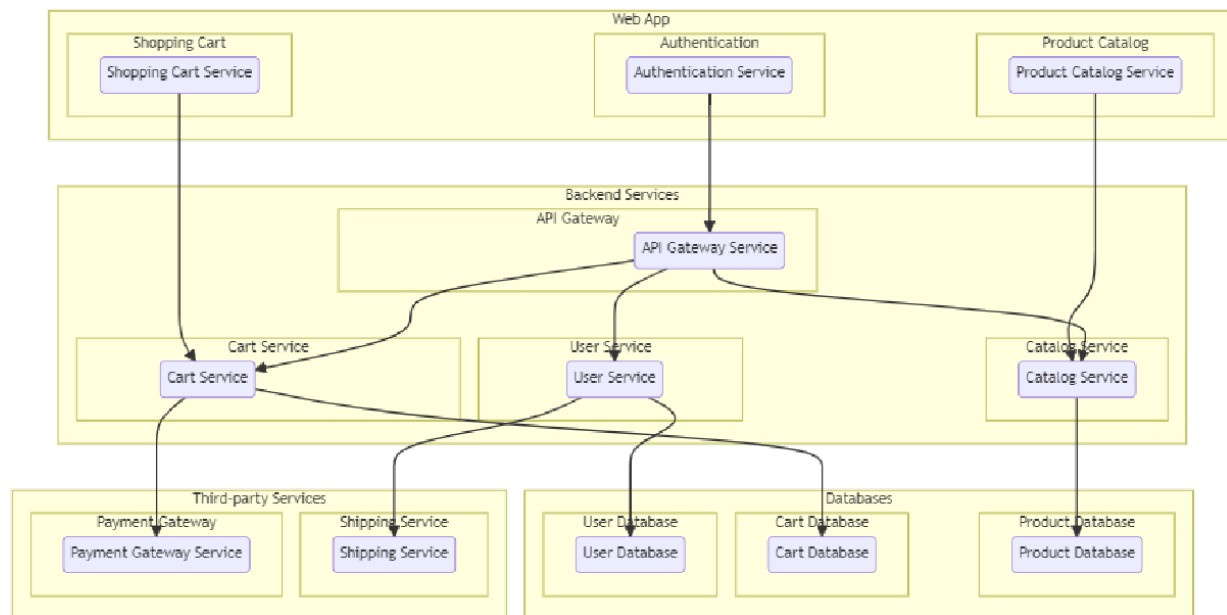 Web App
Shopping Cart
Authentication
Product Catalog
Shopping Cart Service
Authentication Service
Product Catalog Service
Backend Services
API Gateway
API Gateway Service
Cart Service
User Service
Catalog Service
Cart Service
User Service
Catalog Service
Third-party Services
Databases
Payment Gateway
Shipping Service
User Database
Cart Database
Product Database
Payment Gateway Service
Shipping Service
User Database
Cart Database
Product Database